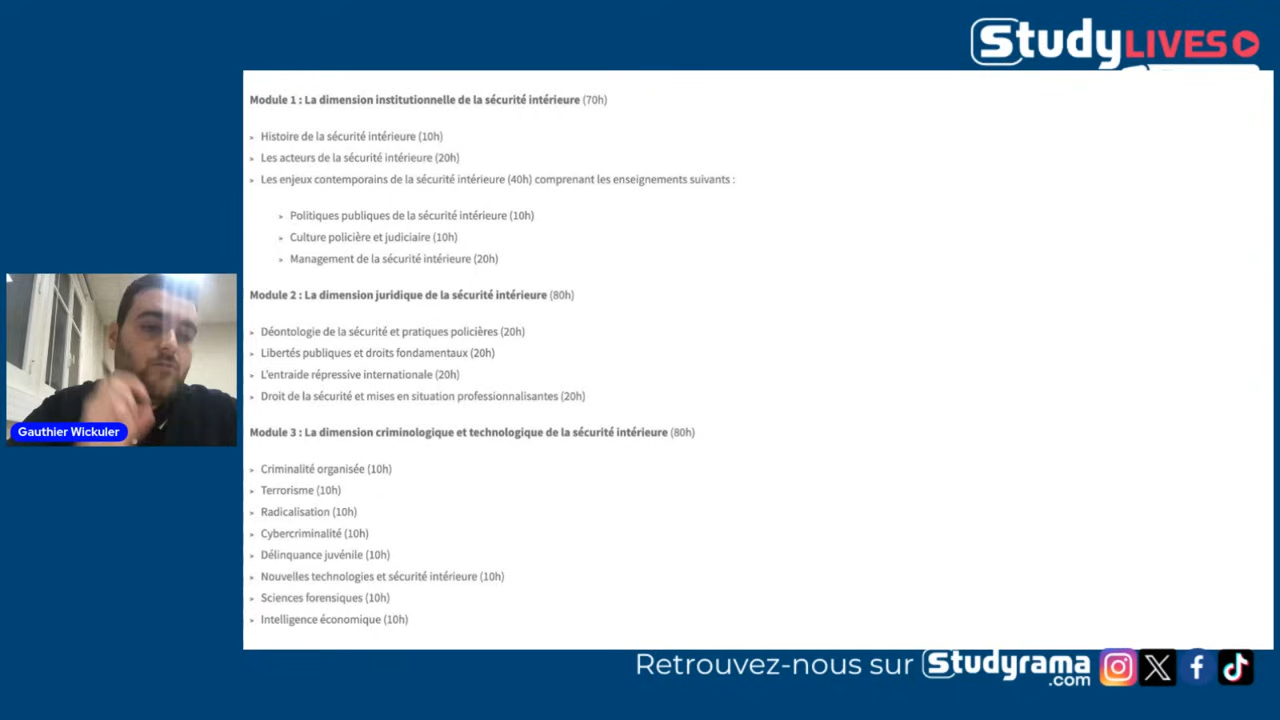 StudyLIVES
Module 1 : La dimension institutionnelle de la sécurité intérieure (70h)
Histoire de la sécurité intérieure (10h)
Les acteurs de la sécurité intérieure (20h)
Les enjeux contemporains de la sécurité intérieure (40h) comprenant les enseignements suivants :
Politiques publiques de la sécurité intérieure (10h)
Culture policière et judiciaire (10h)
Management de la sécurité intérieure (20h)
Module 2 : La dimension juridique de la sécurité intérieure (80h)
Déontologie de la sécurité et pratiques policières (20h)
Libertés publiques et droits fondamentaux (20h)
L'entraide répressive internationale (20h)
Droit de la sécurité et mises en situation professionnalisantes (20h)
Module 3 : La dimension criminologique et technologique de la sécurité intérieure (80h)
Criminalité organisée (10h)
Terrorisme (10h)
Radicalisation (10h)
Cybercriminalité (10h)
Délinquance juvénile (10h)
Nouvelles technologies et sécurité intérieure (10h)
Sciences forensiques (10h)
Intelligence économique (10h)
Gauthier Wickuler
Retrouvez-nous sur Studyrama
.com